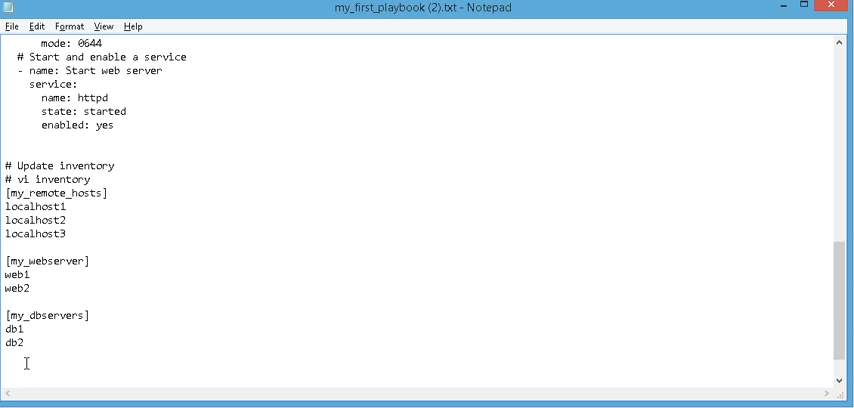 my_first_playbook (2).txt - Notepad
File Edit Format View Help
mode: 0644
# Start and enable a service
- name: Start web server
service:
name: httpd
state: started
enabled: yes
# Update inventory
# vi inventory
[my_remote_hosts]
localhost1
localhost2
localhost3
[my_webserver]
web1
web2
[my_dbservers]
db1
db2